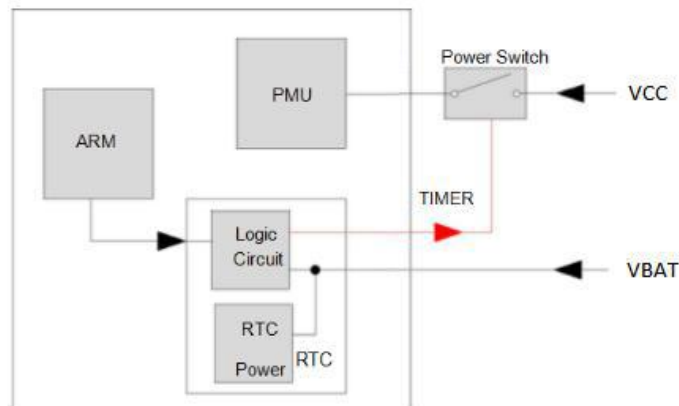 Power Switch
PMU
VCC
ARM
TIMER
Logic
Circuit
VBAT
RTC
Power
RTC